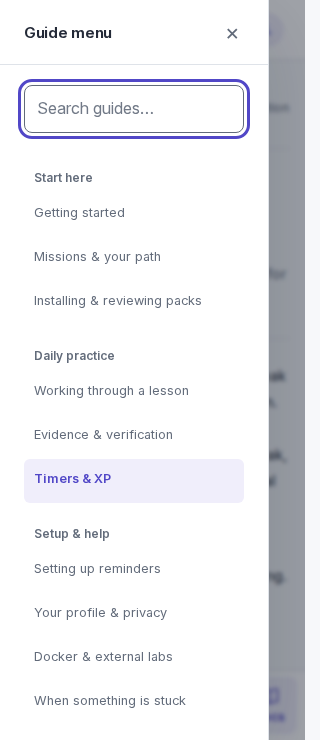 Guide menu
Search guides...
Start here
Getting started
Missions & your path
Installing & reviewing packs
Daily practice
Working through a lesson
Evidence & verification
Timers & XP
Setup & help
Setting up reminders
Your profile & privacy
Docker & external labs
When something is stuck